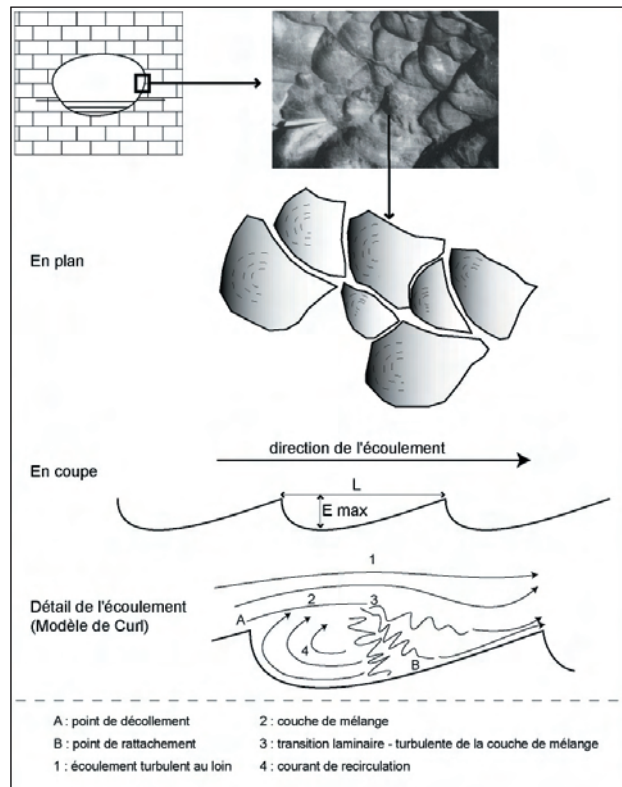 En plan
direction de l'écoulement
En coupe
L
E max
1
Détail de l'écoulement
(Modèle de Curl)
2
3
A
4
B
A : point de décollement
2 : couche de mélange
B : point de rattachement
3 : transition laminaire - turbulente de la couche de mélange
1 : écoulement turbulent au loin
4 : courant de recirculation